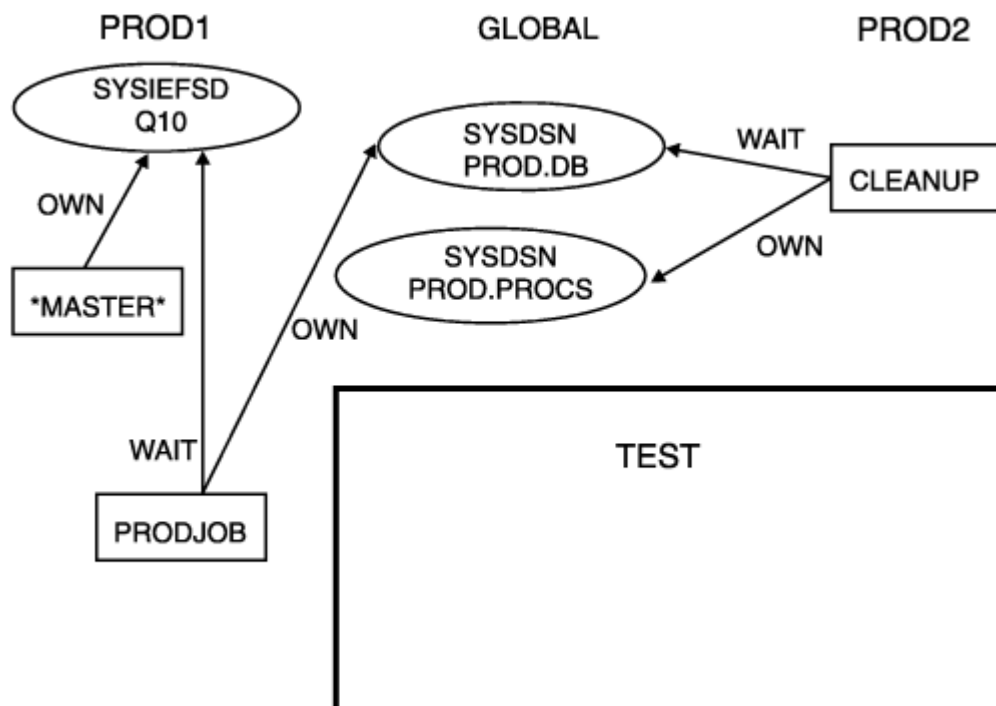 PROD1
GLOBAL
PROD2
SYSIEFSD
Q10
SYSDSN
PROD.DB
WAIT
CLEANUP
OWN
OWN
SYSDSN
PROD.PROCS
*MASTER*
OWN
WAIT
TEST
PRODJOB